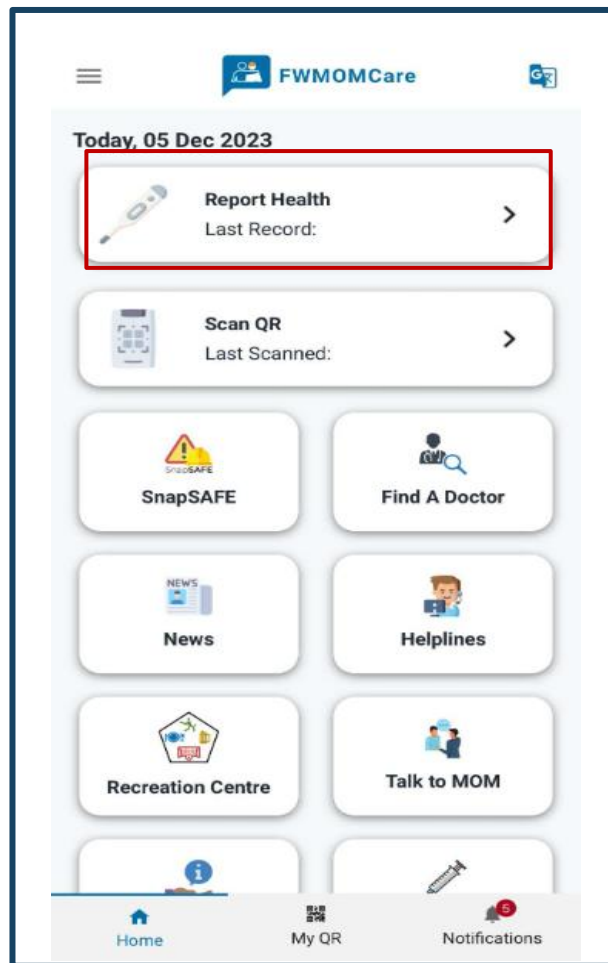 FWMOMCare
Today, 05 Dec 2023
Report Health
Last Record:
Scan QR
Last Scanned:
SnapSAFE
SnapSAFE
Find A Doctor
NEWS
News
Helplines
Recreation Centre
Talk to MOM
5
Home
My QR
Notifications